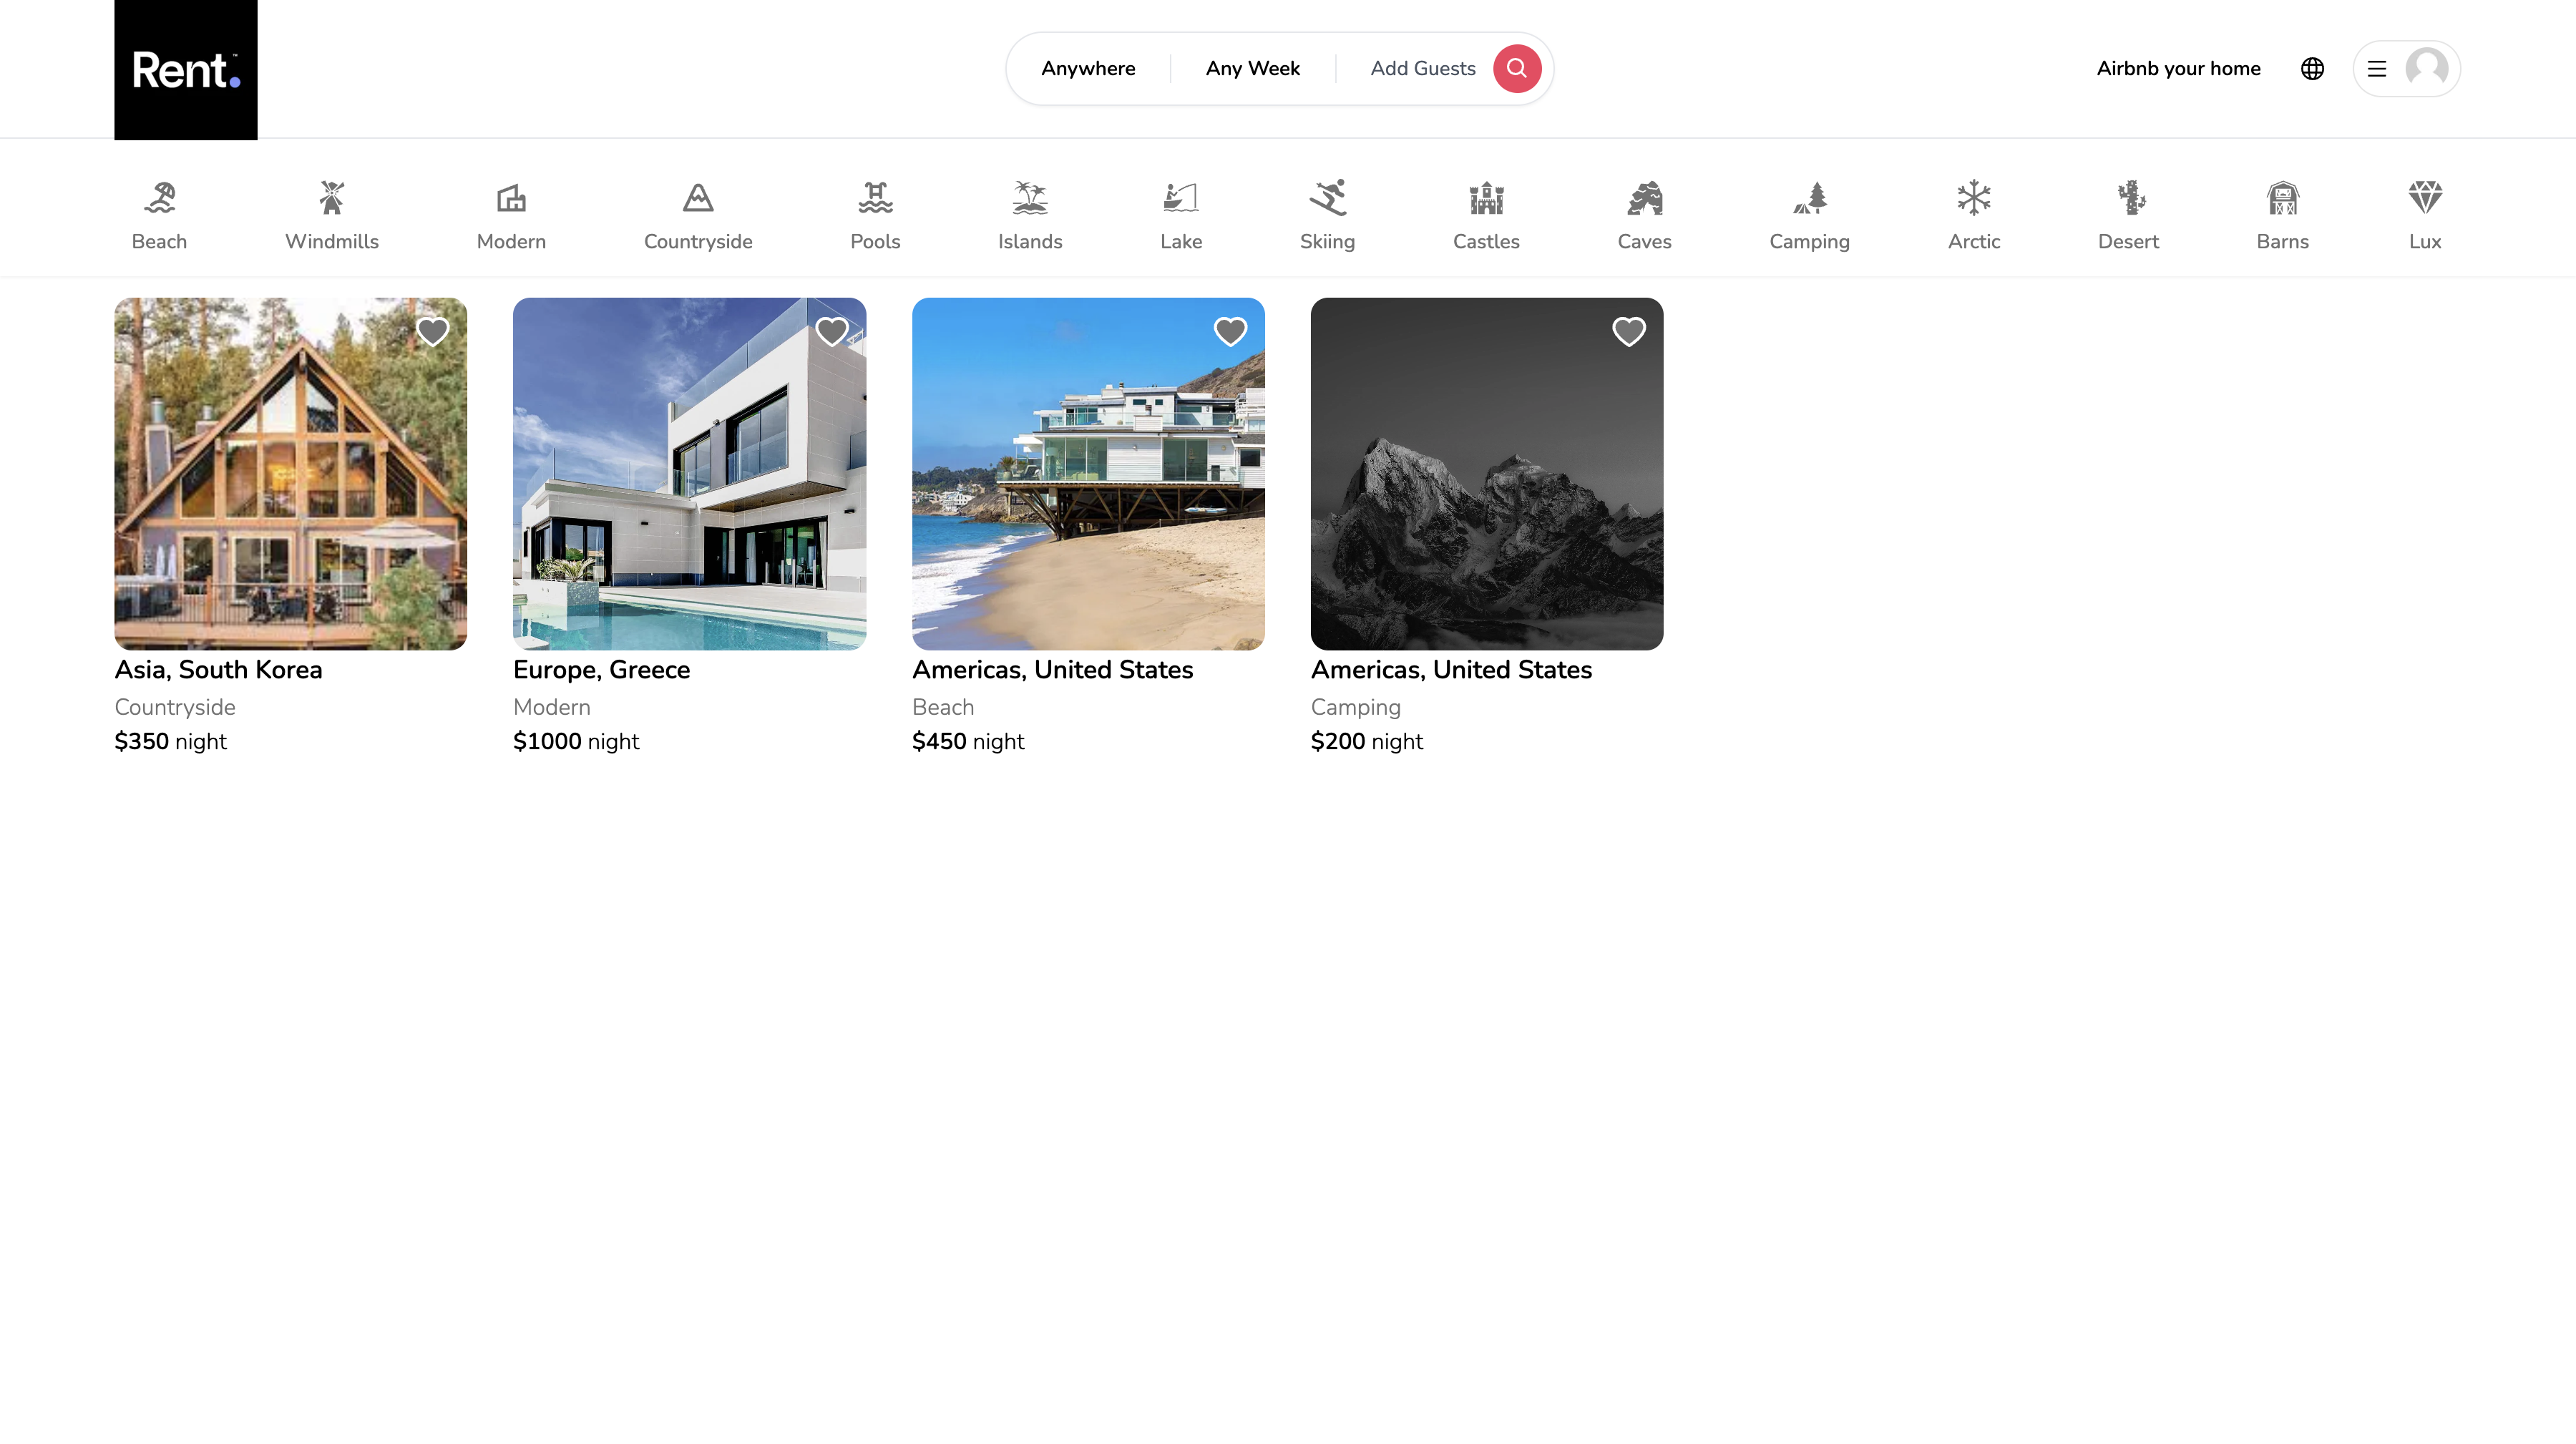 Rent.™
Anywhere
Any Week
Add Guests
Airbnb your home
Beach
Windmills
Modern
Countryside
Pools
Islands
Lake
Skiing
Castles
Caves
Camping
Arctic
Desert
Barns
Lux
Asia, South Korea
Countryside
$350 night
Europe, Greece
Modern
$1000 night
Americas, United States
Beach
$450 night
Americas, United States
Camping
$200 night